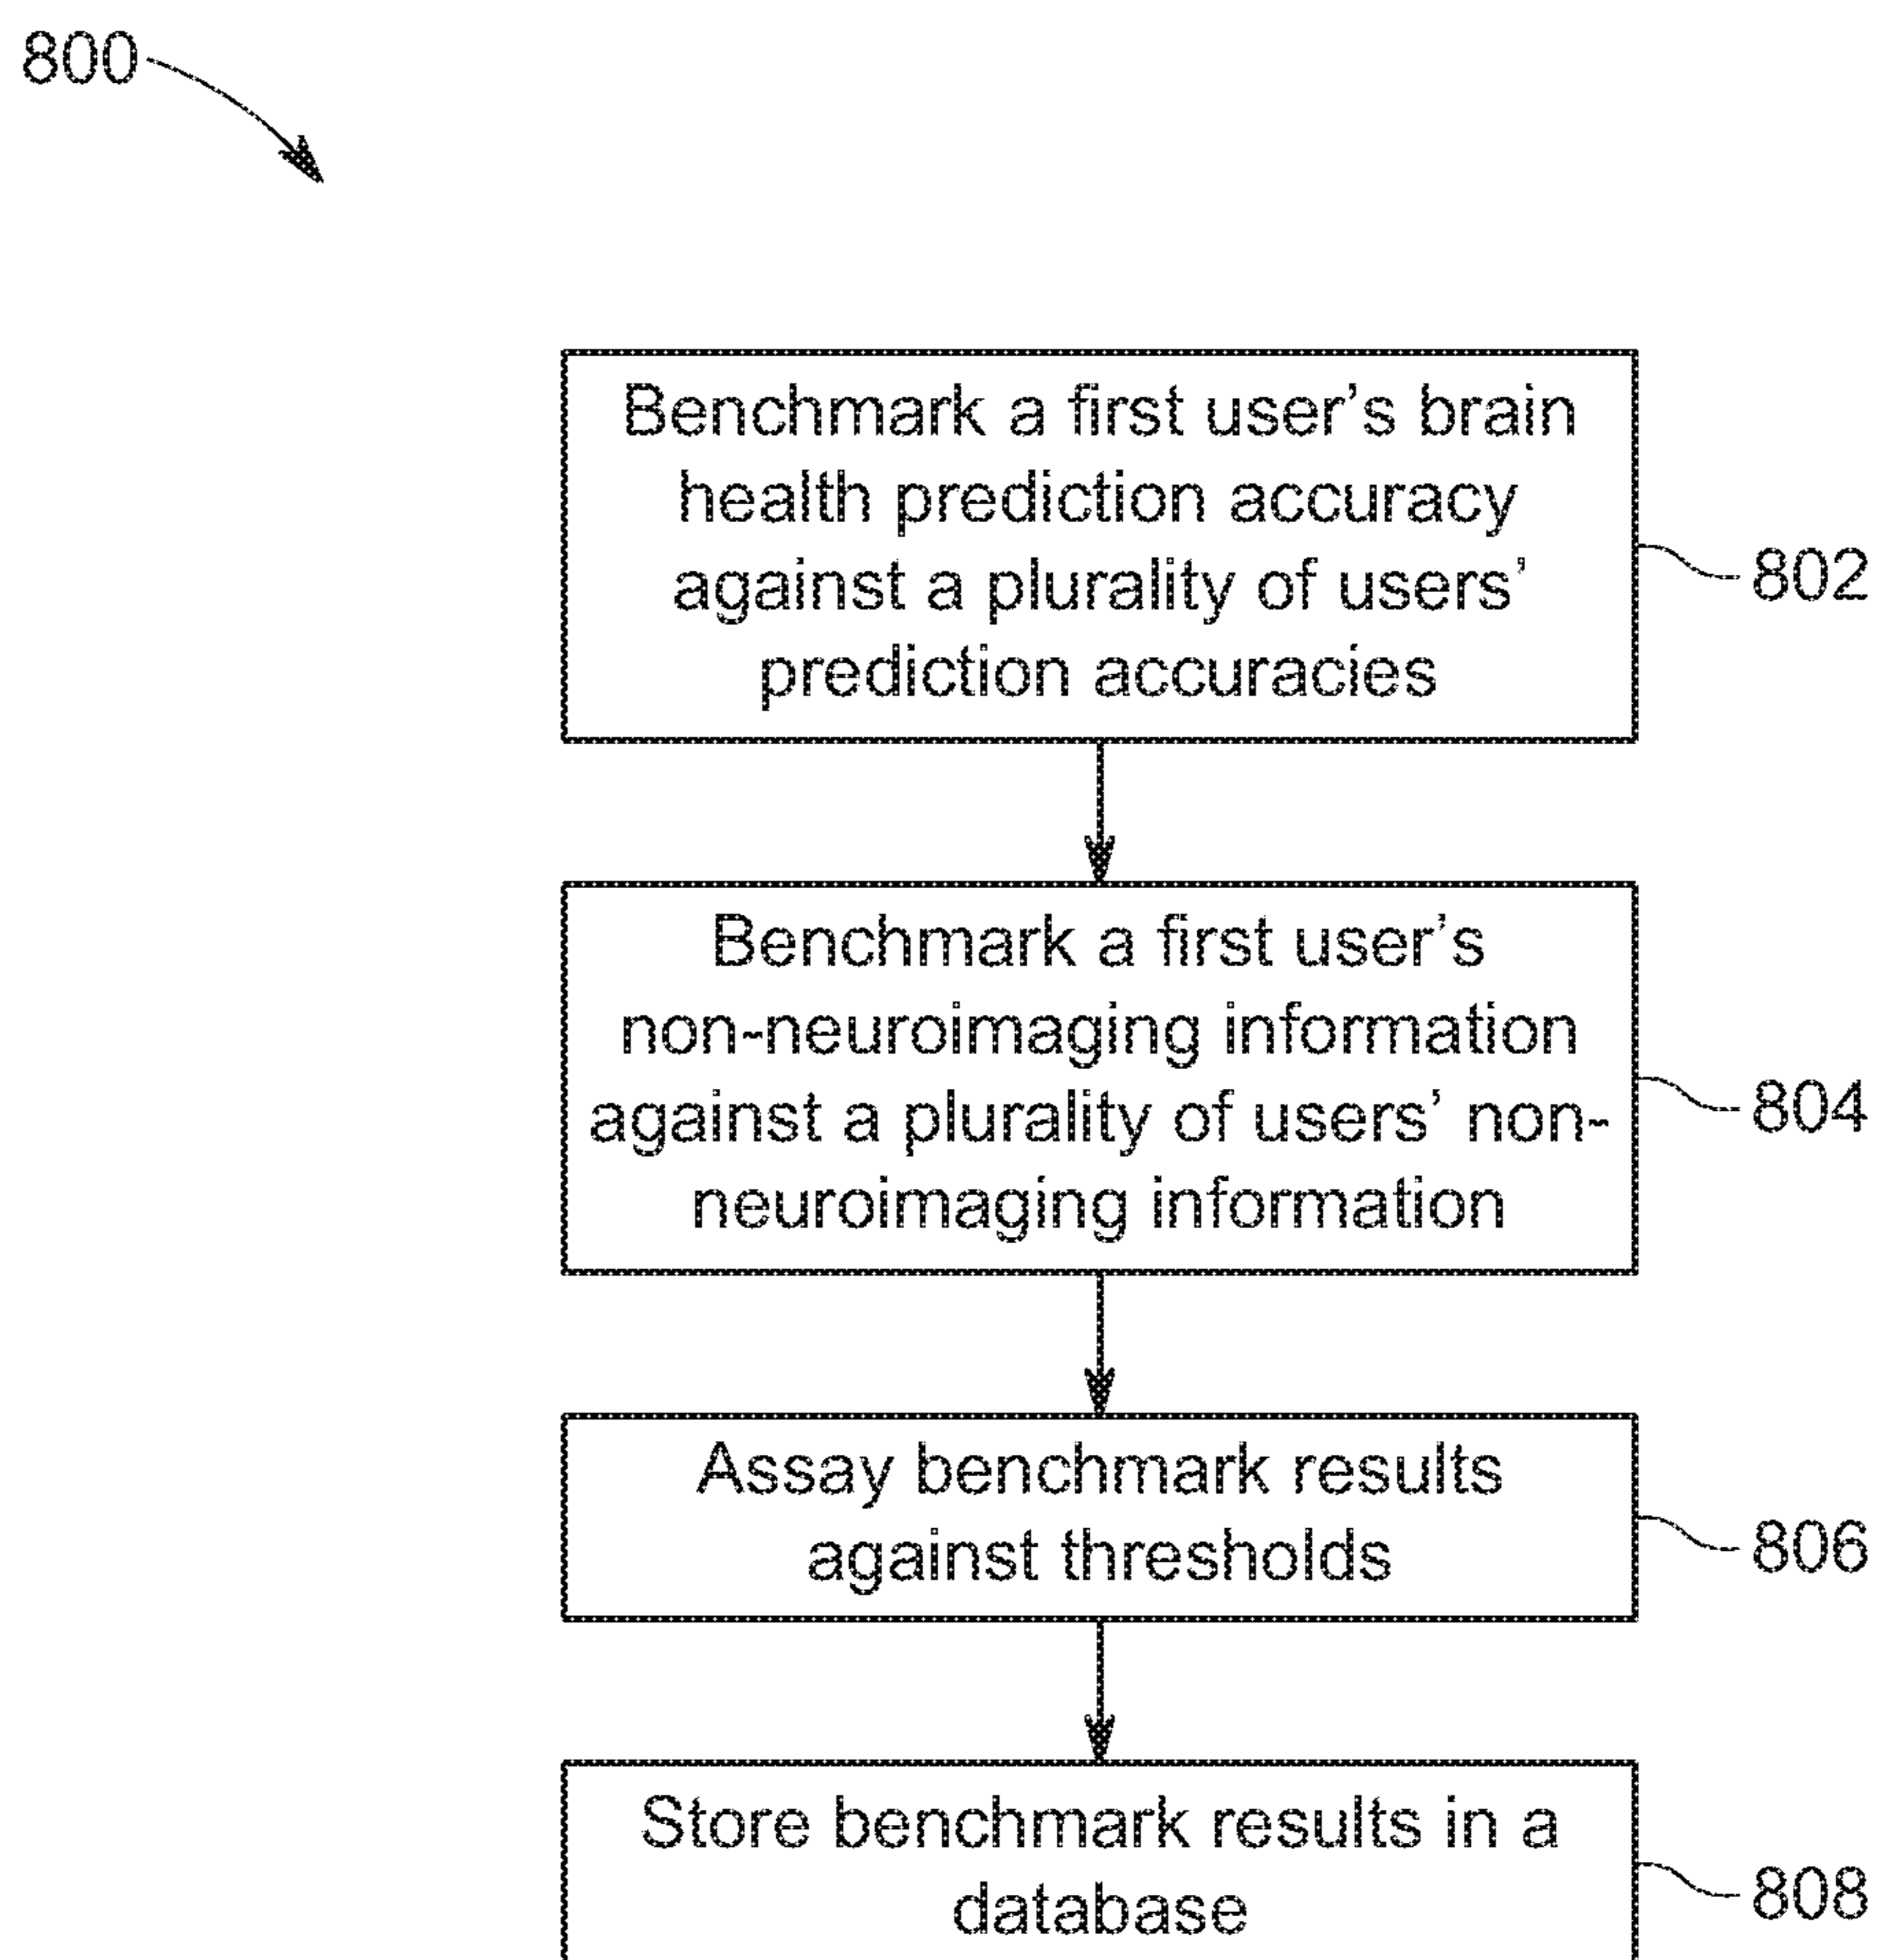 800
Benchmark a first user’s brain
health prediction accuracy
against a plurality of users’
prediction accuracies
802
Benchmark a first user’s
non-neuroimaging information
against a plurality of users’ non-
neuroimaging information
804
Assay benchmark results
against thresholds
806
Store benchmark results in a
database
808